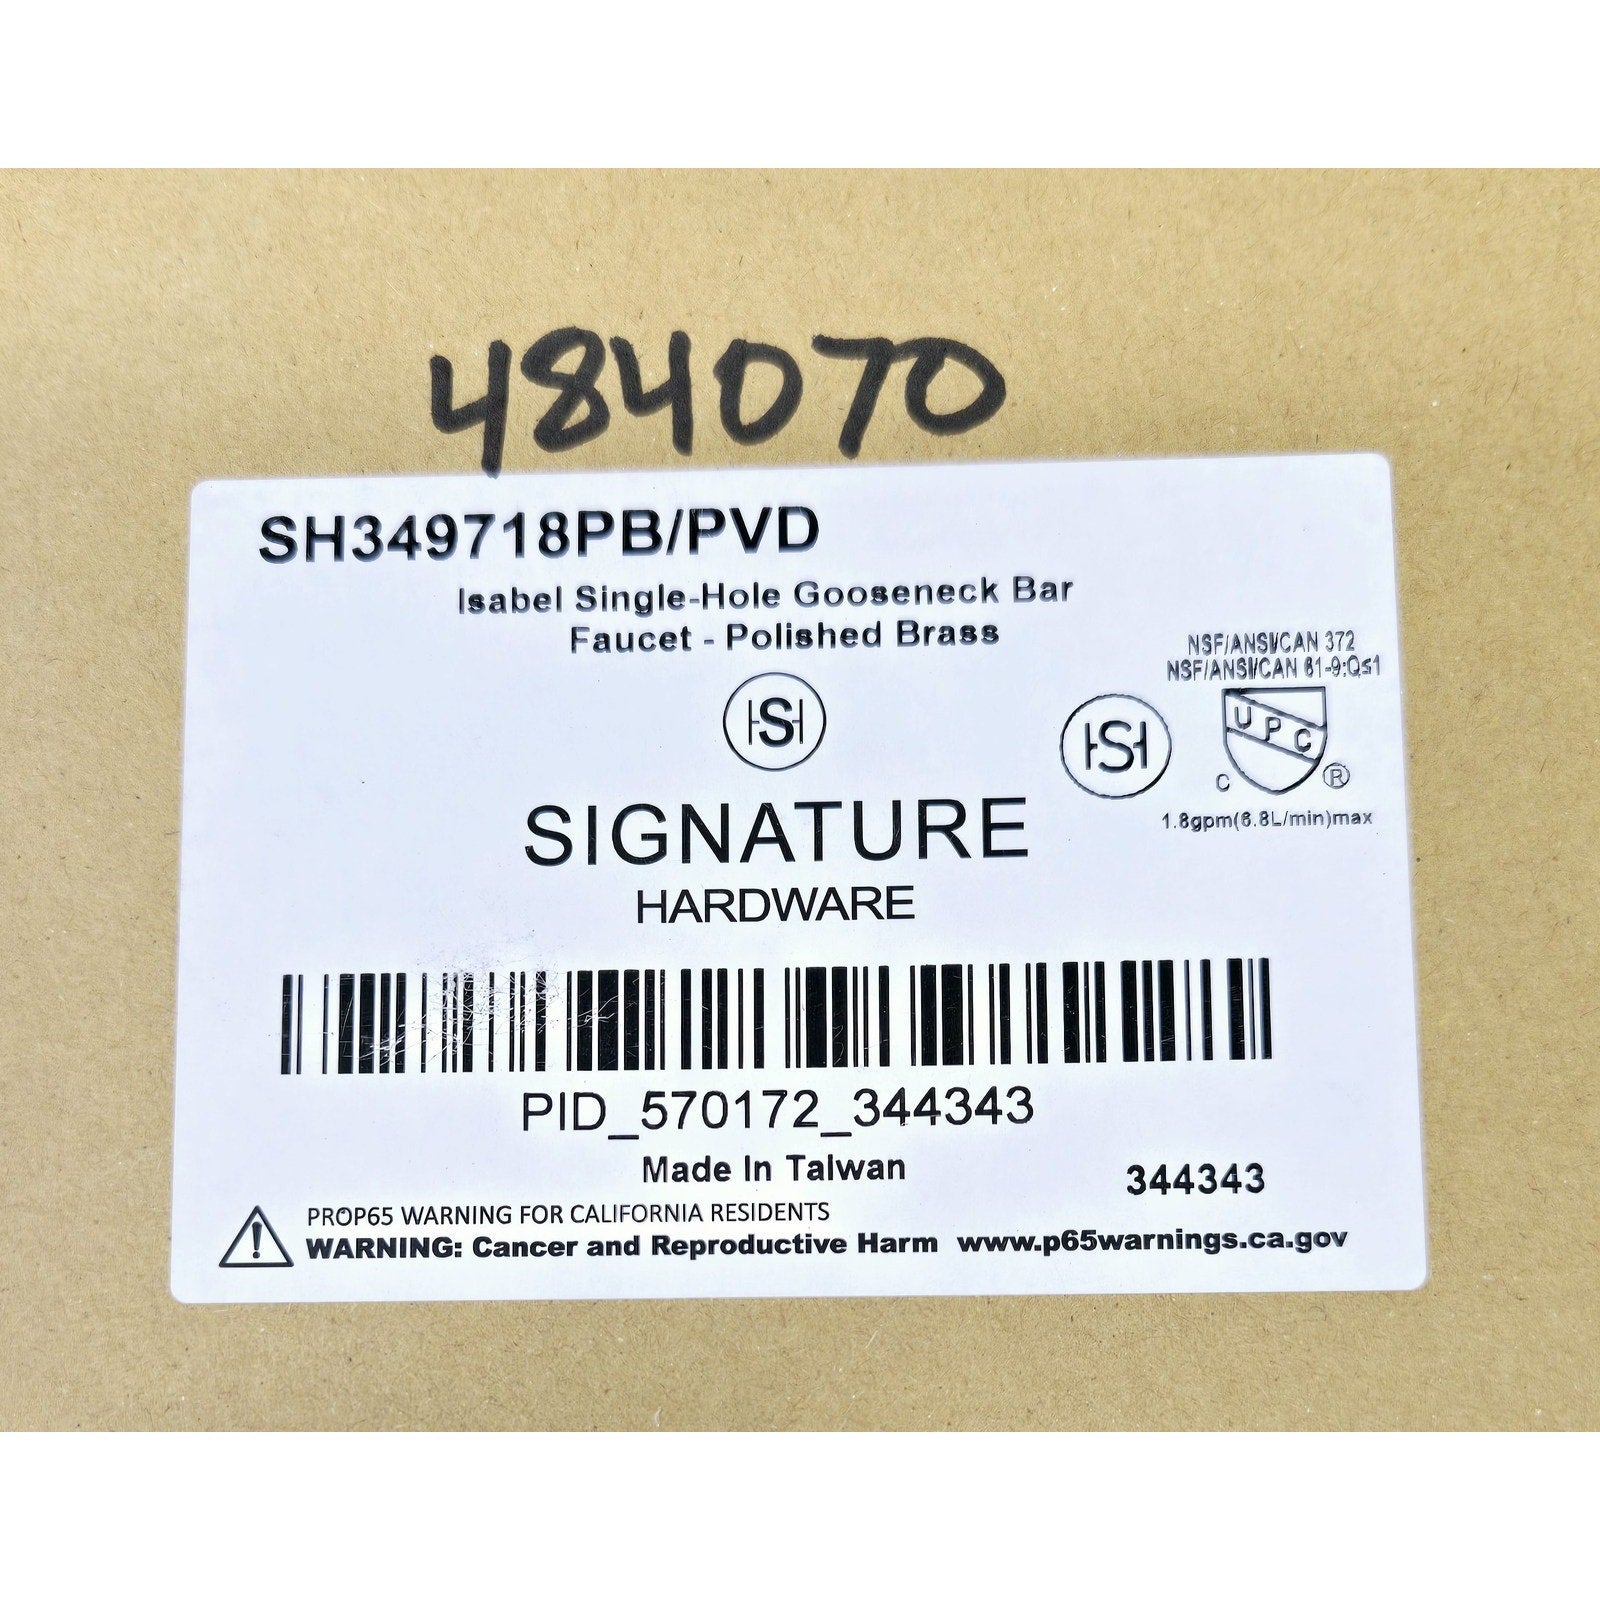 484070
SH349718PB/PVD
Isabel Single-Hole Gooseneck Bar
Faucet - Polished Brass
NSF/ANSI/CAN 372
NSF/ANSI/CAN 61-9:Q≤1
HSH
HSH
UPC
C
®
1.8gpm(6.8L/min)max
SIGNATURE
HARDWARE
PID_570172_344343
Made In Taiwan
344343
PROP65 WARNING FOR CALIFORNIA RESIDENTS
WARNING: Cancer and Reproductive Harm www.p65warnings.ca.gov